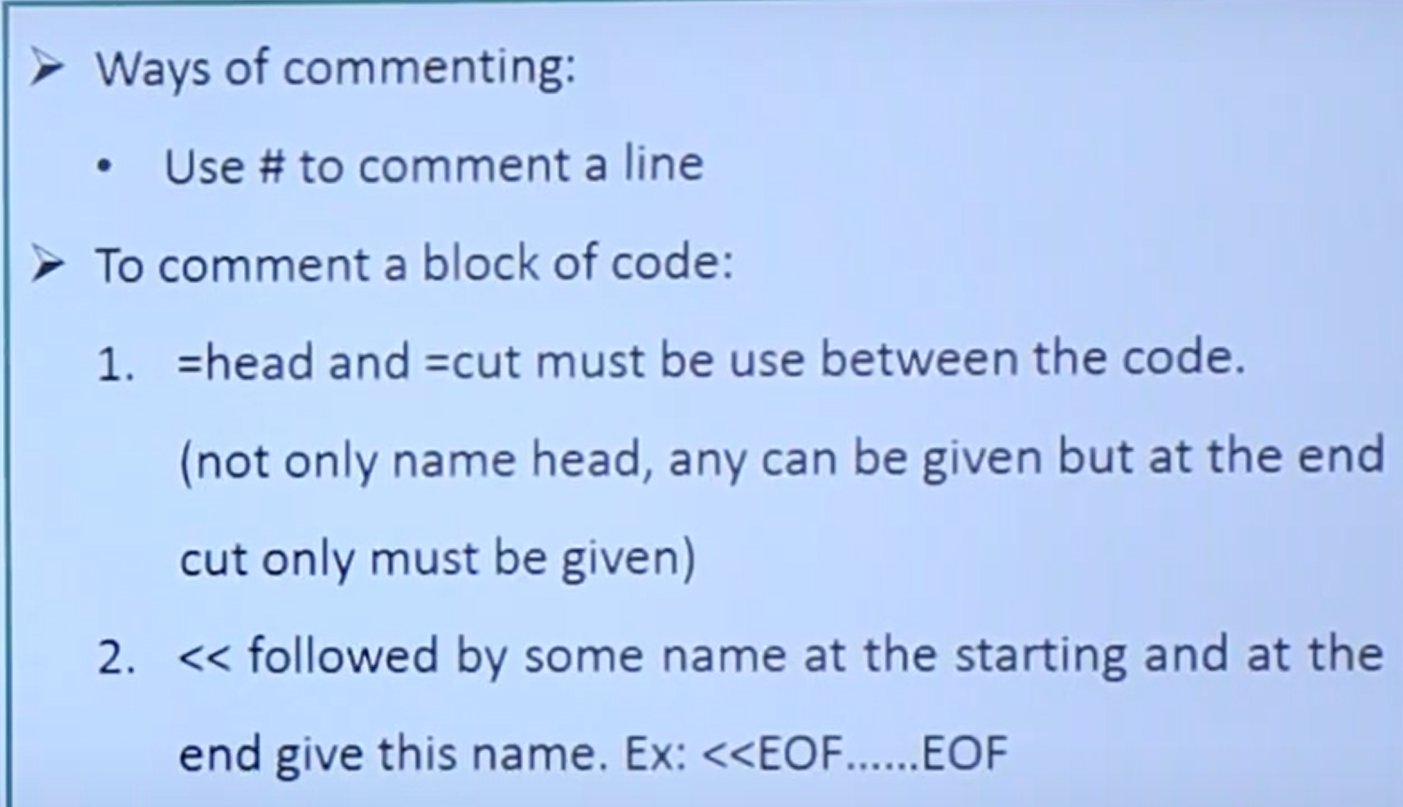 ➢ Ways of commenting:
• Use # to comment a line
➢ To comment a block of code:
1. =head and =cut must be use between the code.
(not only name head, any can be given but at the end
cut only must be given)
2. << followed by some name at the starting and at the
end give this name. Ex: <<EOF......EOF